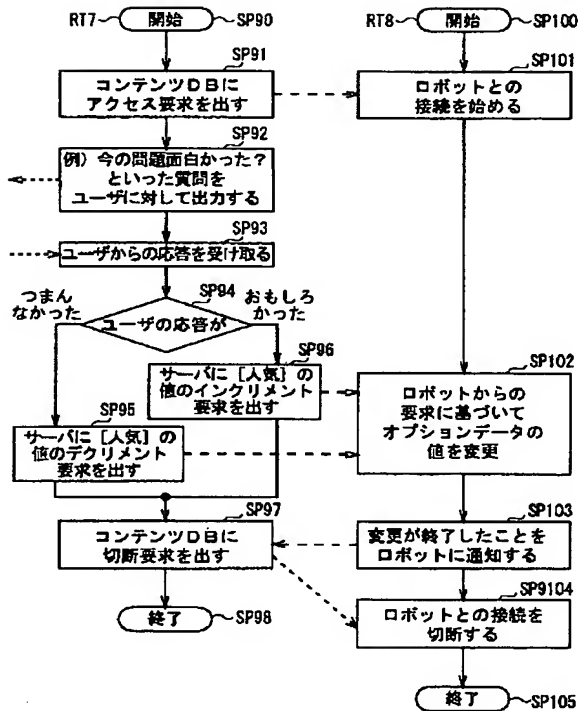 RT7 開始 SP90
SP91
コンテンツDBに
アクセス要求を出す
SP92
例) 今の問題面白かった?
といった質問を
ユーザに対して出力する
SP93
ユーザからの応答を受け取る
SP94
ユーザの応答が
つまん
なかった
おもしろ
かった
SP96
サーバに [人気] の
値のインクリメント
要求を出す
SP95
サーバに [人気] の
値のデクリメント
要求を出す
SP97
コンテンツDBに
切断要求を出す
終了 SP98
RT8 開始 SP100
SP101
ロボットとの
接続を始める
SP102
ロボットからの
要求に基づいて
オプションデータの
値を変更
SP103
変更が終了したことを
ロボットに通知する
SP9104
ロボットとの接続を
切断する
終了 SP105